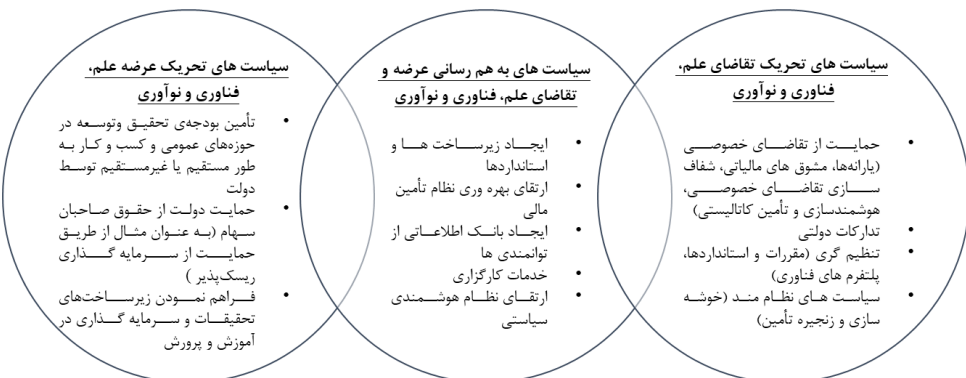 سیاست های تحریک تقاضای علم،
فناوری و نوآوری
• حمایت از تقاضای خصوصی
(یارانه‌ها، مشوق های مالیاتی، شفاف
سازی تقاضای خصوصی،
هوشمندسازی و تأمین کاتالیستی)
• تدارکات دولتی
• تنظیم گری (مقررات و استانداردها،
پلتفرم های فناوری)
• سیاست های نظام مند (خوشه
سازی و زنجیره تأمین)
سیاست های به هم رسانی عرضه و
تقاضای علم، فناوری و نوآوری
• ایجاد زیرساخت ها و
استانداردها
• ارتقای بهره وری نظام تأمین
مالی
• ایجاد بانک اطلاعاتی از
توانمندی ها
• خدمات کارگزاری
• ارتقای نظام هوشمندی
سیاستی
سیاست های تحریک عرضه علم،
فناوری و نوآوری
• تأمین بودجه‌ی تحقیق وتوسعه در
حوزه‌های عمومی و کسب و کار به
طور مستقیم یا غیرمستقیم توسط
دولت
• حمایت دولت از حقوق صاحبان
سهام (به عنوان مثال از طریق
حمایت از سرمایه گذاری
ریسک‌پذیر )
• فراهم نمودن زیرساخت‌های
تحقیقات و سرمایه گذاری در
آموزش و پرورش